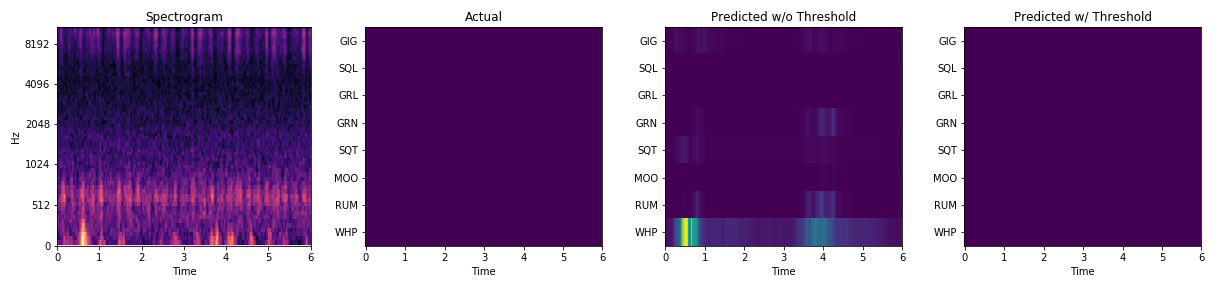 Spectrogram
Hz
8192
4096
2048
1024
512
0
0 1 2 3 4 5 6
Time
Actual
GIG
SQL
GRL
GRN
SQT
MOO
RUM
WHP
0 1 2 3 4 5 6
Time
Predicted w/o Threshold
GIG
SQL
GRL
GRN
SQT
MOO
RUM
WHP
0 1 2 3 4 5 6
Time
Predicted w/ Threshold
GIG
SQL
GRL
GRN
SQT
MOO
RUM
WHP
0 1 2 3 4 5 6
Time